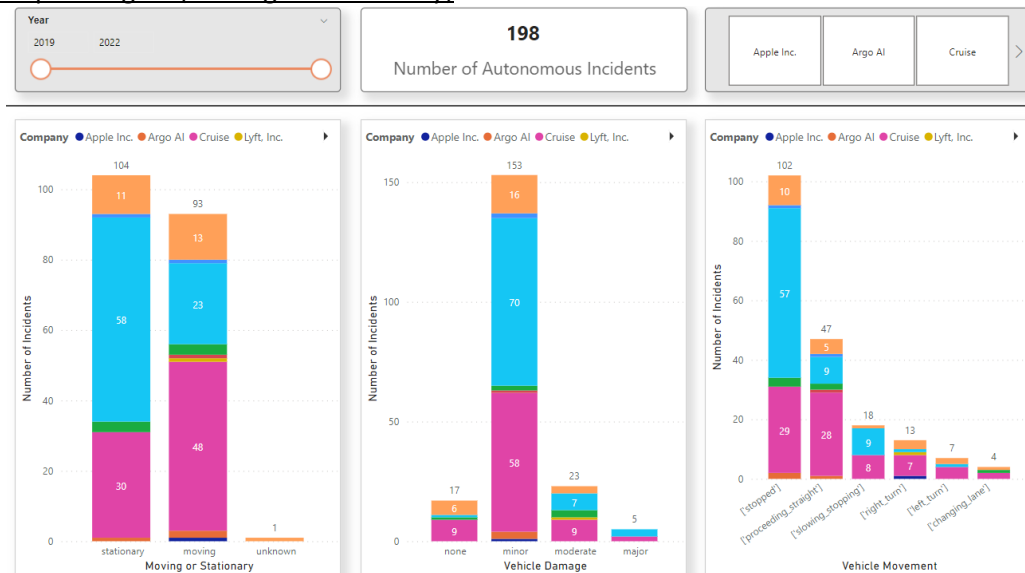 Year
2019 2022
198
Number of Autonomous Incidents
Apple Inc. Argo AI Cruise
Company Apple Inc. Argo AI Cruise Lyft, Inc.
104
100
11
93
13
80
58
23
60
40
48
30
20
1
0
stationary moving unknown
Number of Incidents
Moving or Stationary
Company Apple Inc. Argo AI Cruise Lyft, Inc.
153
150
16
70
100
58
50
17
6
9
23
7
9
5
0
none minor moderate major
Number of Incidents
Vehicle Damage
Company Apple Inc. Argo AI Cruise Lyft, Inc.
102
100
10
80
57
60
47
5
9
40
29
28
20
18
9
8
13
7
7
4
0
['stopped']
['proceeding_straight']
['slowing_stopping']
['right_turn']
['left_turn']
['changing_lane']
Number of Incidents
Vehicle Movement